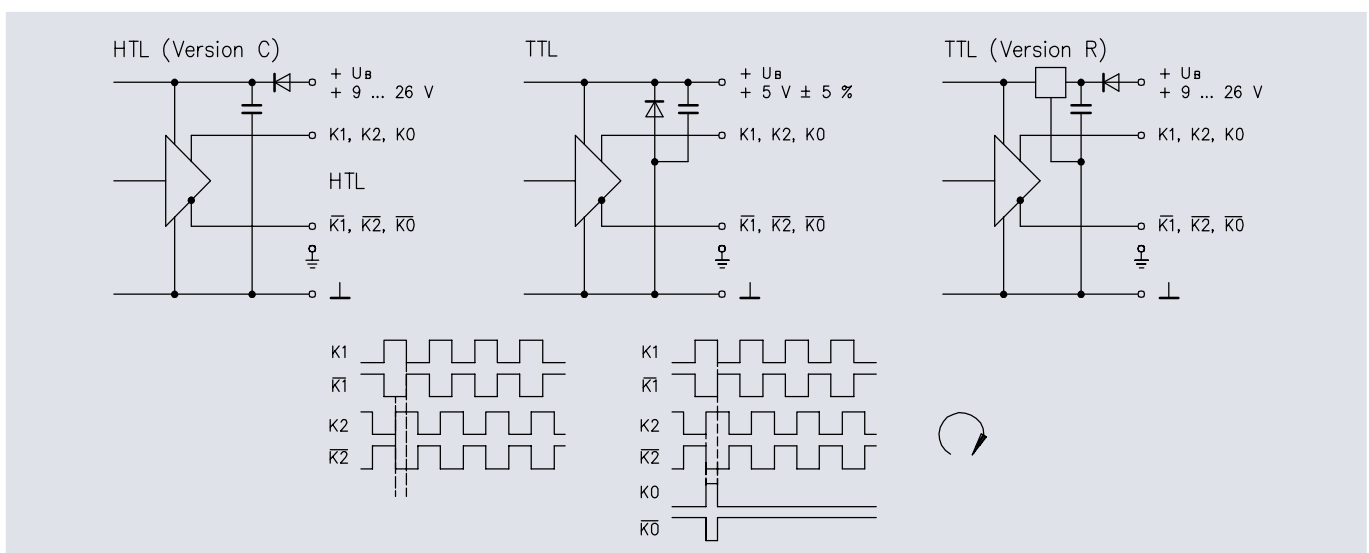 HTL (Version C)
+ UB
+ 9 ... 26 V
K1, K2, K0
HTL
K̅1̅, K̅2̅, K̅0̅
TTL
+ UB
+ 5 V ± 5 %
K1, K2, K0
K̅1̅, K̅2̅, K̅0̅
TTL (Version R)
+ UB
+ 9 ... 26 V
K1, K2, K0
K̅1̅, K̅2̅, K̅0̅
K1
K̅1̅
K2
K̅2̅
K1
K̅1̅
K2
K̅2̅
K0
K̅0̅